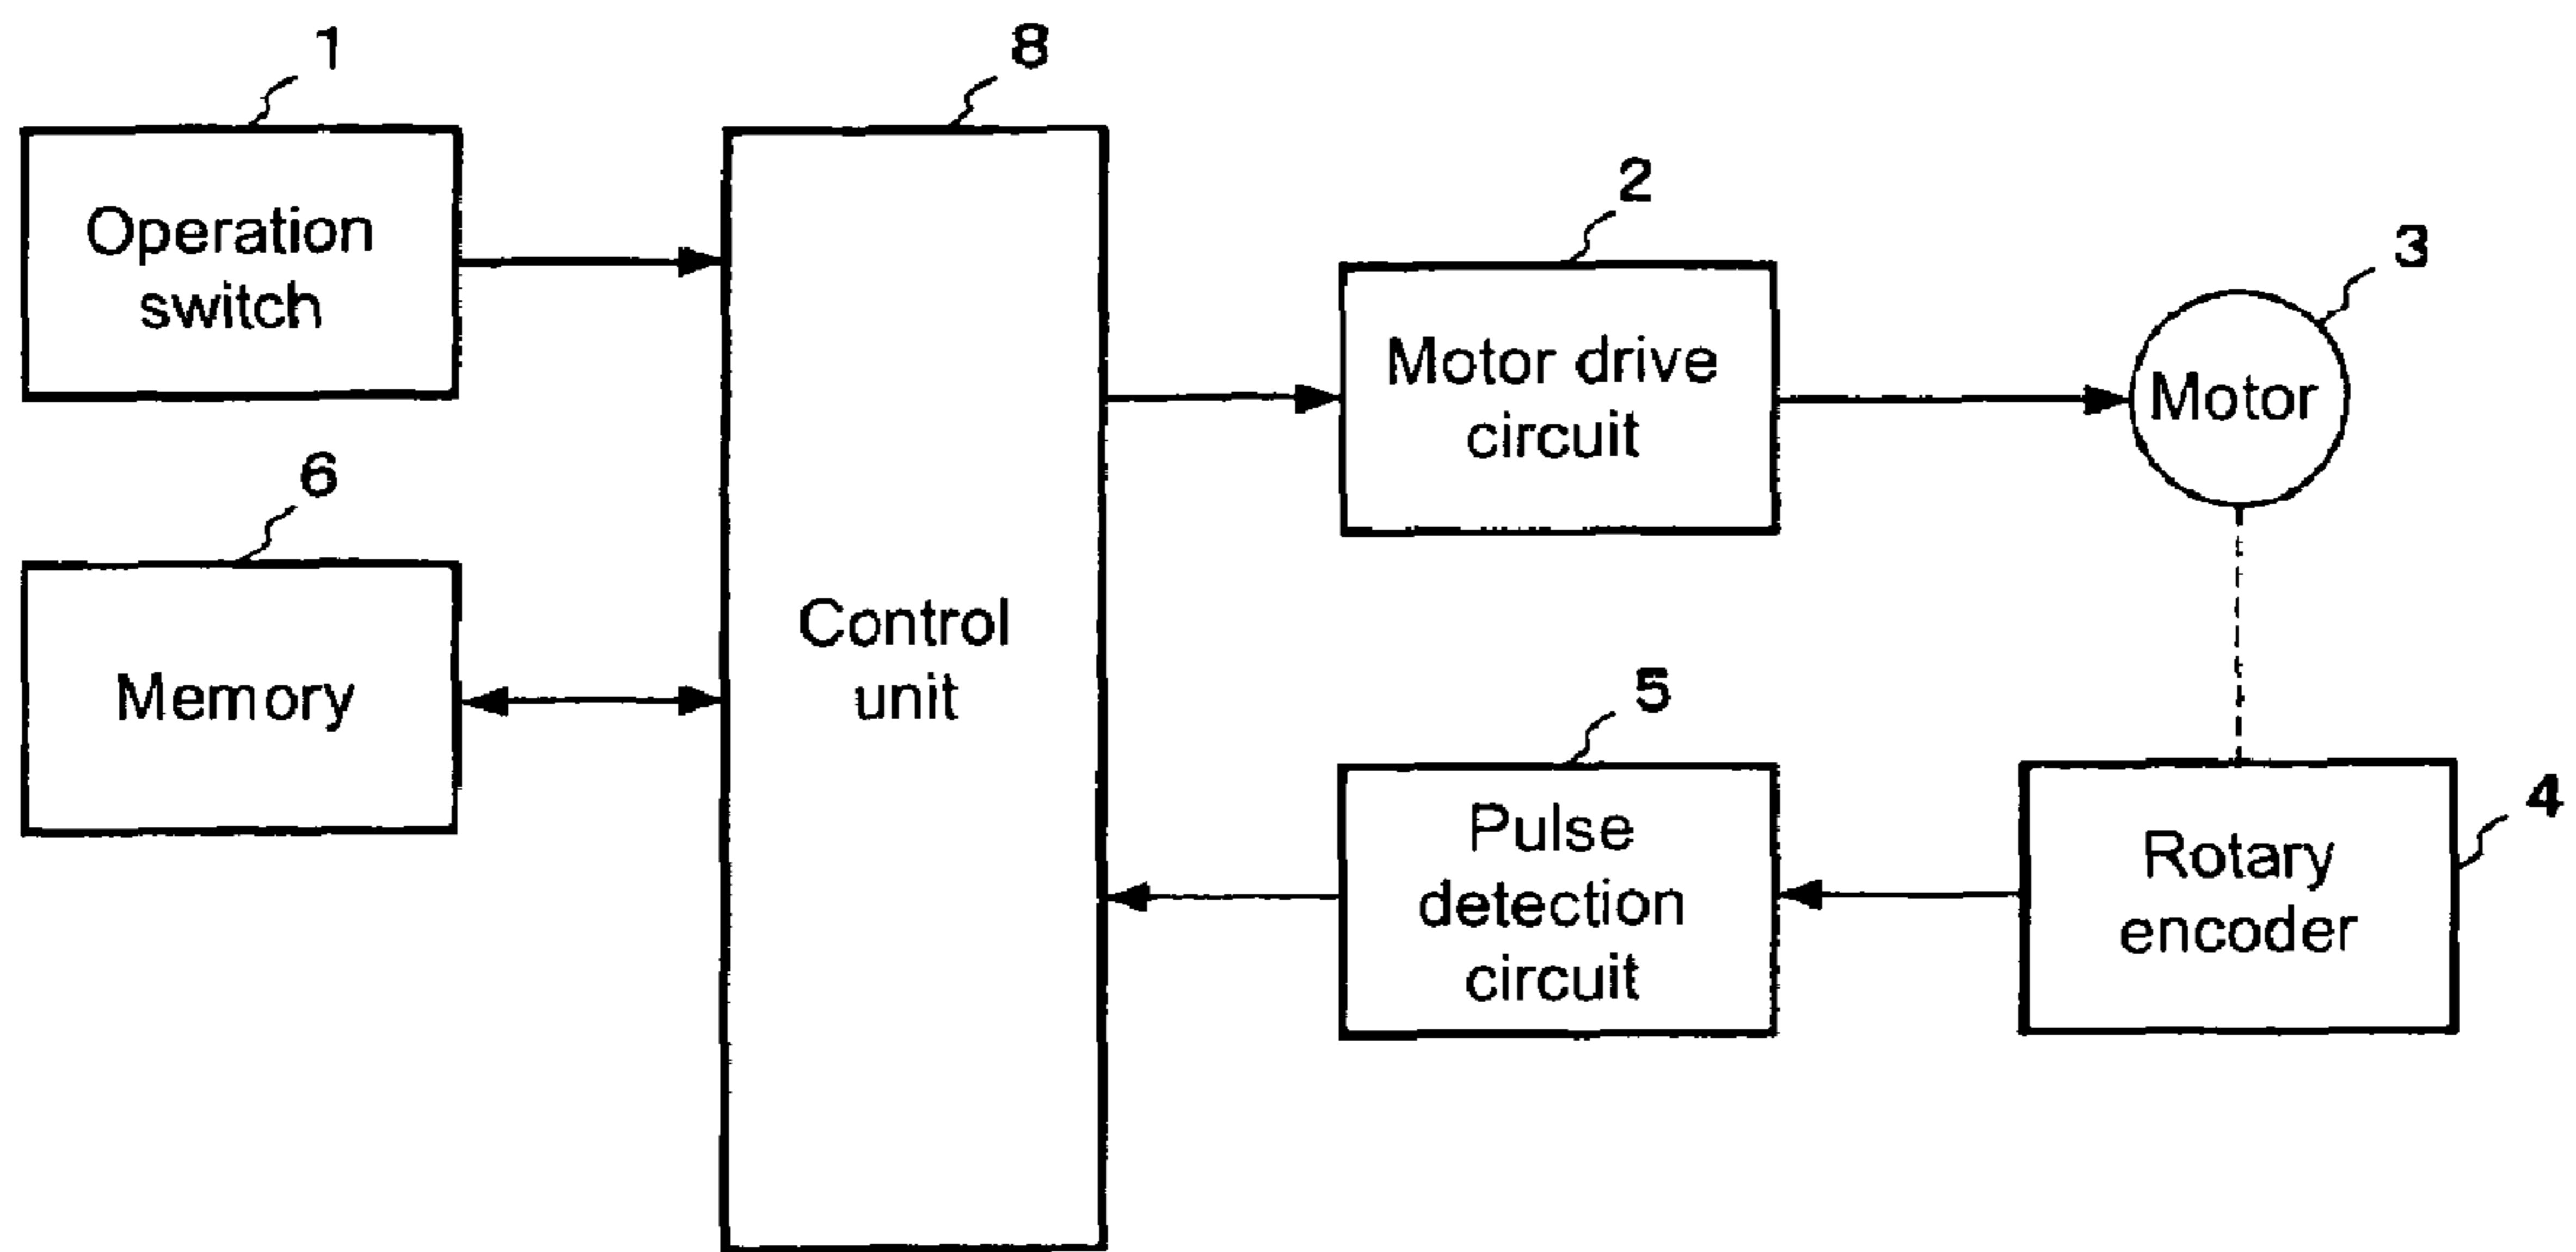 1
8
Operation
switch
2
3
Motor drive
circuit
Motor
6
Memory
Control
unit
5
4
Pulse
detection
circuit
Rotary
encoder